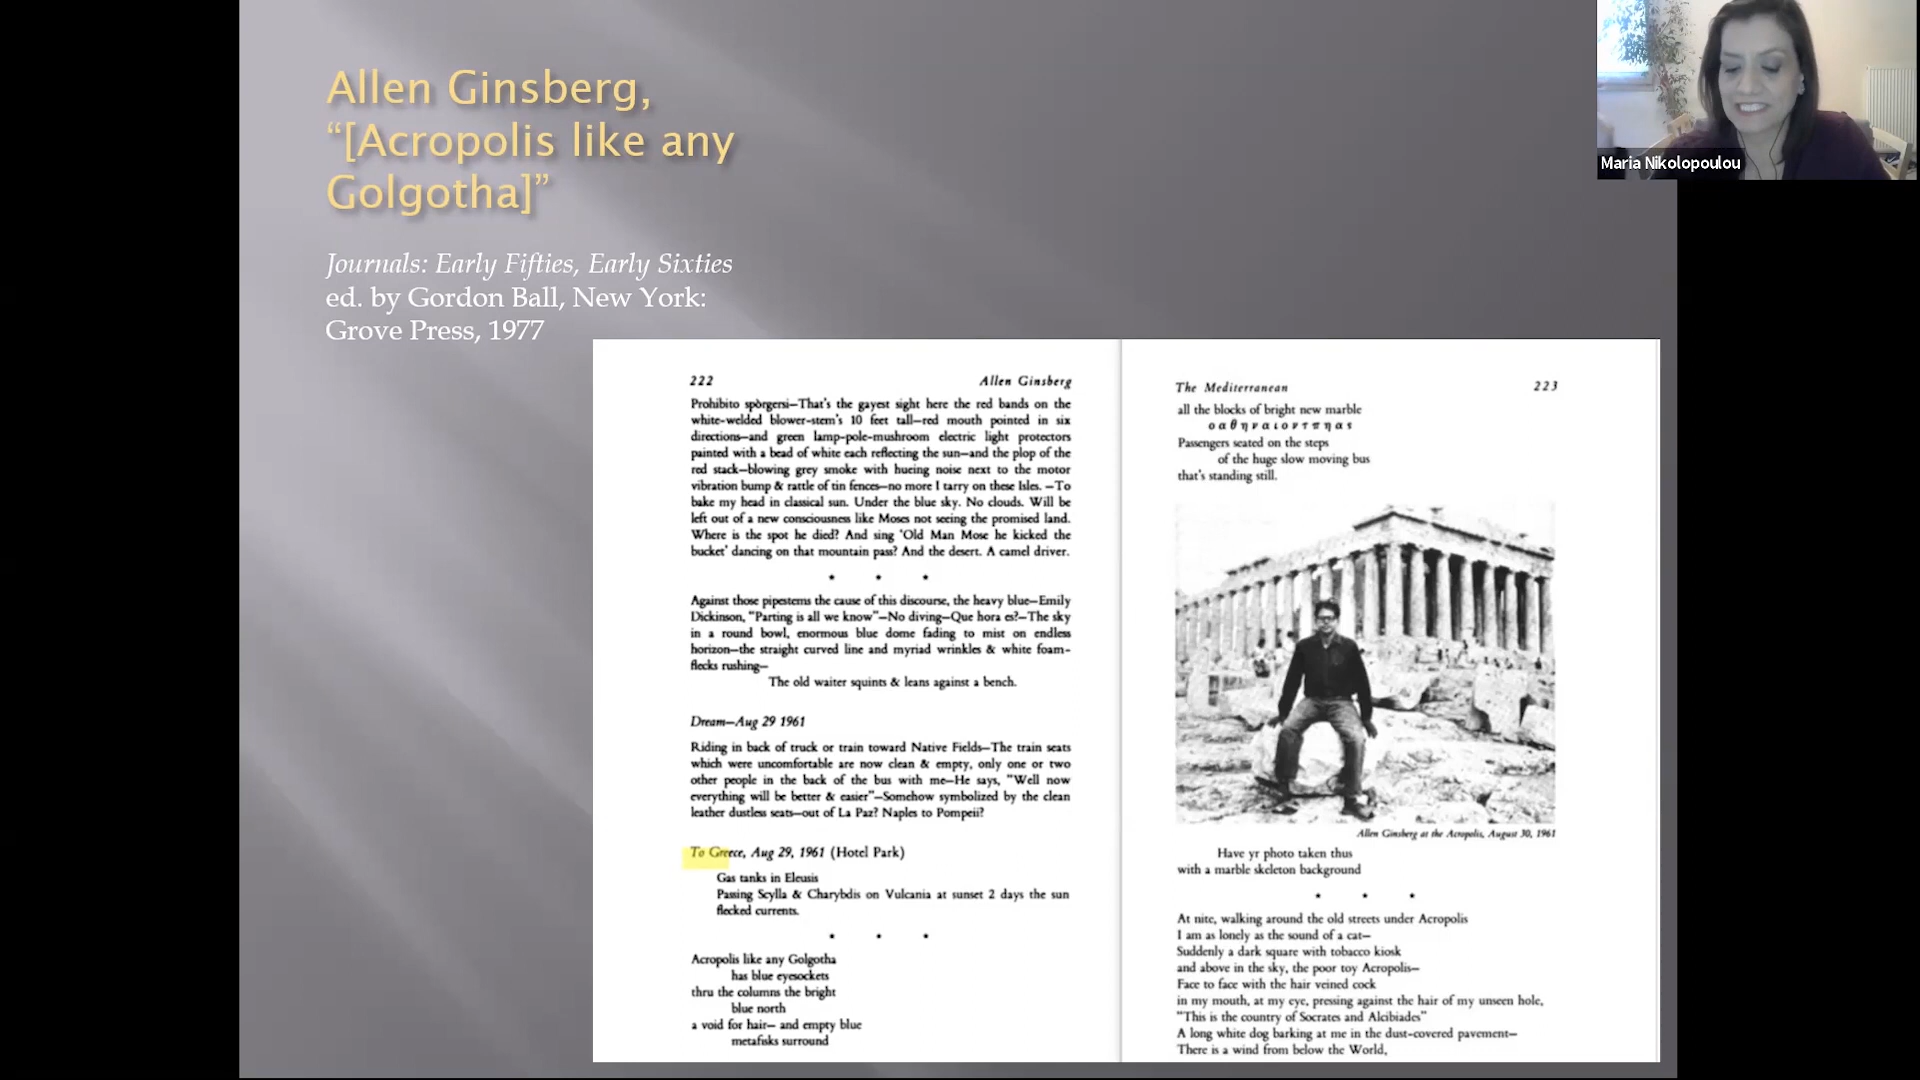 Allen Ginsberg,
“[Acropolis like any
Golgotha]”
Journals: Early Fifties, Early Sixties
ed. by Gordon Ball, New York:
Grove Press, 1977
Maria Nikolopoulou
222
Allen Ginsberg
Prohibito spòrgersi—That's the gayest sight here the red bands on the
white-welded blower-stem's 10 feet tall—red mouth pointed in six
directions—and green lamp-pole-mushroom electric light protectors
painted with a bead of white each reflecting the sun—and the plop of the
red stack—blowing grey smoke with hueing noise next to the motor
vibration bump & rattle of tin fences—no more I tarry on these Isles. —To
bake my head in classical sun. Under the blue sky. No clouds. Will be
left out of a new consciousness like Moses not seeing the promised land.
Where is the spot he died? And sing 'Old Man Mose he kicked the
bucket' dancing on that mountain pass? And the desert. A camel driver.
Against those pipestems the cause of this discourse, the heavy blue—Emily
Dickinson, "Parting is all we know"—No diving—Que hora es?—The sky
in a round bowl, enormous blue dome fading to mist on endless
horizon—the straight curved line and myriad wrinkles & white foam-
flecks rushing—
The old waiter squints & leans against a bench.
Dream—Aug 29 1961
Riding in back of truck or train toward Native Fields—The train seats
which were uncomfortable are now clean & empty, only one or two
other people in the back of the bus with me—He says, "Well now
everything will be better & easier"—Somehow symbolized by the clean
leather dustless seats—out of La Paz? Naples to Pompeii?
To Greece, Aug 29, 1961 (Hotel Park)
Gas tanks in Eleusis
Passing Scylla & Charybdis on Vulcania at sunset 2 days the sun
flecked currents.
Acropolis like any Golgotha
has blue eyesockets
thru the columns the bright
blue north
a void for hair— and empty blue
metafisks surround
The Mediterranean
223
all the blocks of bright new marble
ο α θ η ν α ι ο ν τ π η α ς
Passengers seated on the steps
of the huge slow moving bus
that's standing still.
Allen Ginsberg at the Acropolis, August 30, 1961
Have yr photo taken thus
with a marble skeleton background
At nite, walking around the old streets under Acropolis
I am as lonely as the sound of a cat—
Suddenly a dark square with tobacco kiosk
and above in the sky, the poor toy Acropolis—
Face to face with the hair veined cock
in my mouth, at my eye, pressing against the hair of my unseen hole,
"This is the country of Socrates and Alcibiades"
A long white dog barking at me in the dust-covered pavement—
There is a wind from below the World,